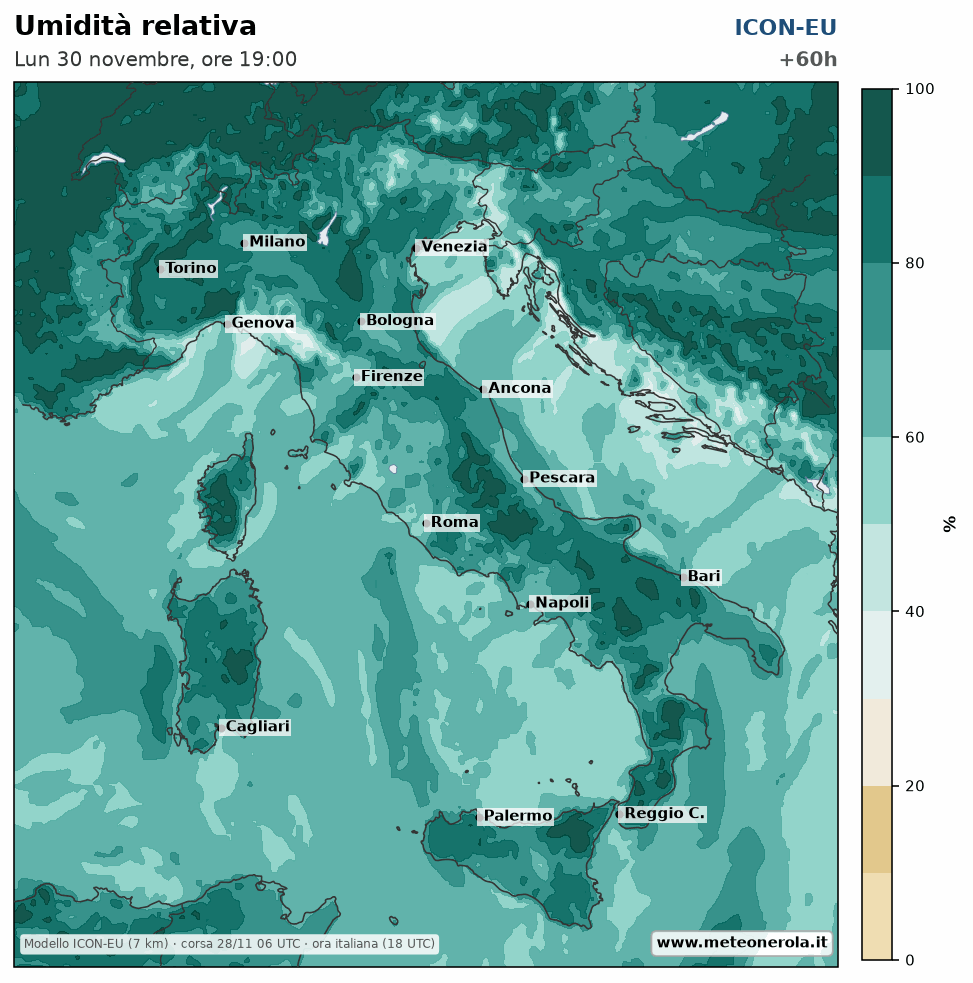 Umidità relativa
ICON-EU
Lun 30 novembre, ore 19:00
+60h
100
80
60
40
20
0
%
Milano
Venezia
Torino
Genova
Bologna
Firenze
Ancona
Pescara
Roma
Bari
Napoli
Cagliari
Palermo
Reggio C.
Modello ICON-EU (7 km) · corsa 28/11 06 UTC · ora italiana (18 UTC)
www.meteonerola.it